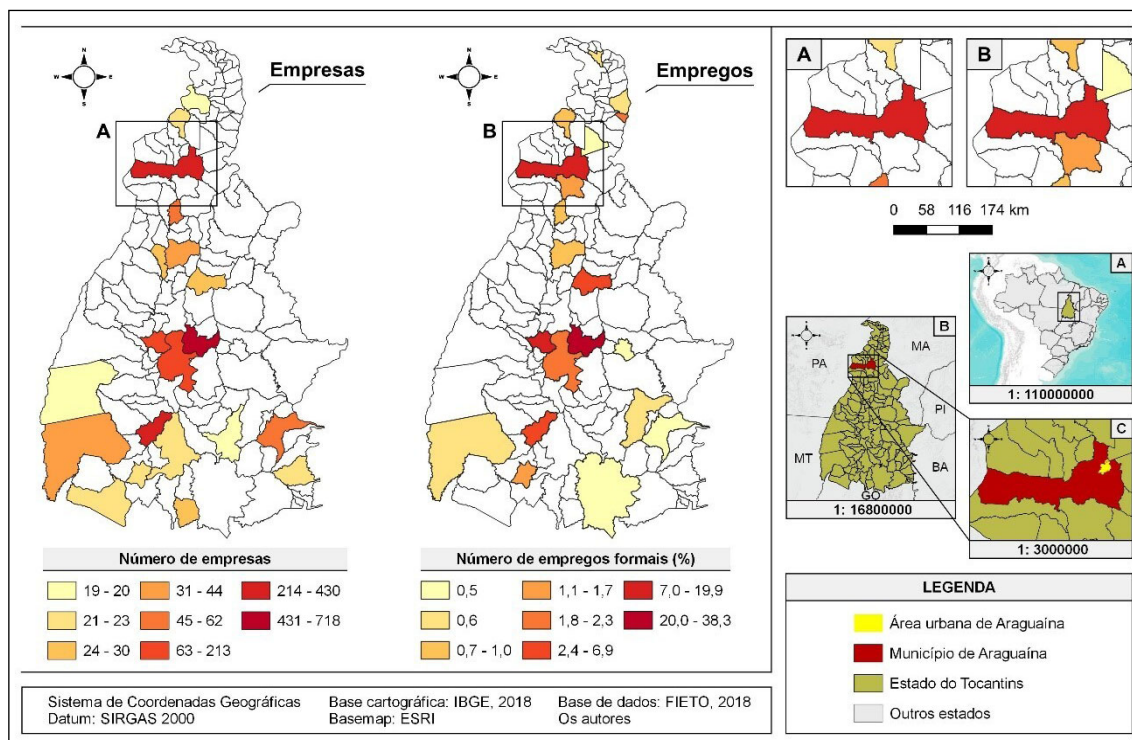 N
W E
S
Empresas
A
N
W E
S
Empregos
B
Número de empresas
19 - 20
31 - 44
214 - 430
21 - 23
45 - 62
431 - 718
24 - 30
63 - 213
Número de empregos formais (%)
0,5
1,1 - 1,7
7,0 - 19,9
0,6
1,8 - 2,3
20,0 - 38,3
0,7 - 1,0
2,4 - 6,9
Sistema de Coordenadas Geográficas
Datum: SIRGAS 2000
Base cartográfica: IBGE, 2018
Basemap: ESRI
Base de dados: FIETO, 2018
Os autores
A
B
0 58 116 174 km
A
1: 110000000
B
PA
MA
PI
MT
BA
GO
1: 16800000
C
1: 3000000
LEGENDA
Área urbana de Araguaína
Município de Araguaína
Estado do Tocantins
Outros estados